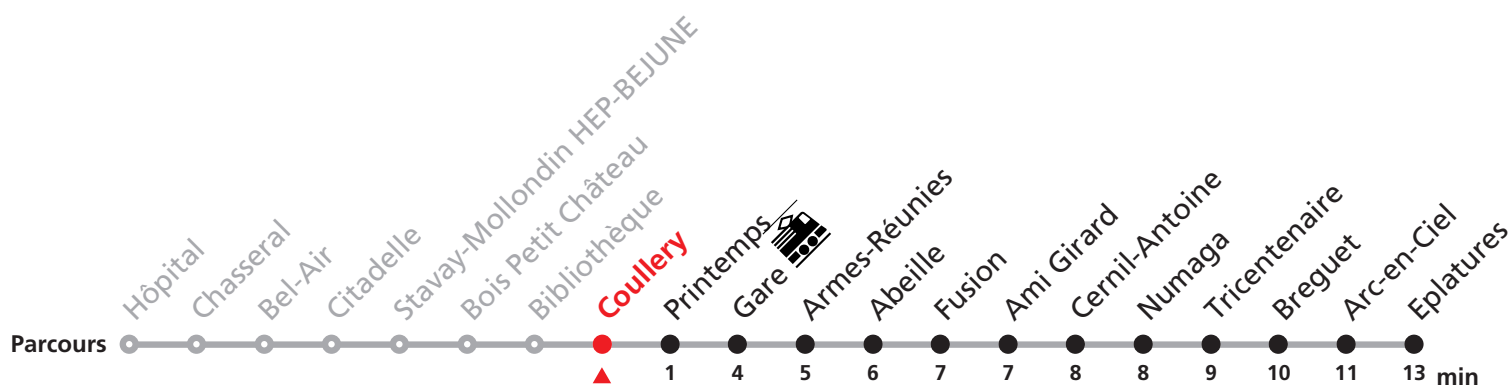 Hôpital
Chasseral
Bel-Air
Citadelle
Stavay-Mollondin HEP-BEJUNE
Bois Petit Château
Bibliothèque
Coullery
Printemps
Gare
Armes-Réunies
Abeille
Fusion
Ami Girard
Cernil-Antoine
Numaga
Tricentenaire
Breguet
Arc-en-Ciel
Eplatures
Parcours
1 4 5 6 7 7 8 8 9 10 11 13 min